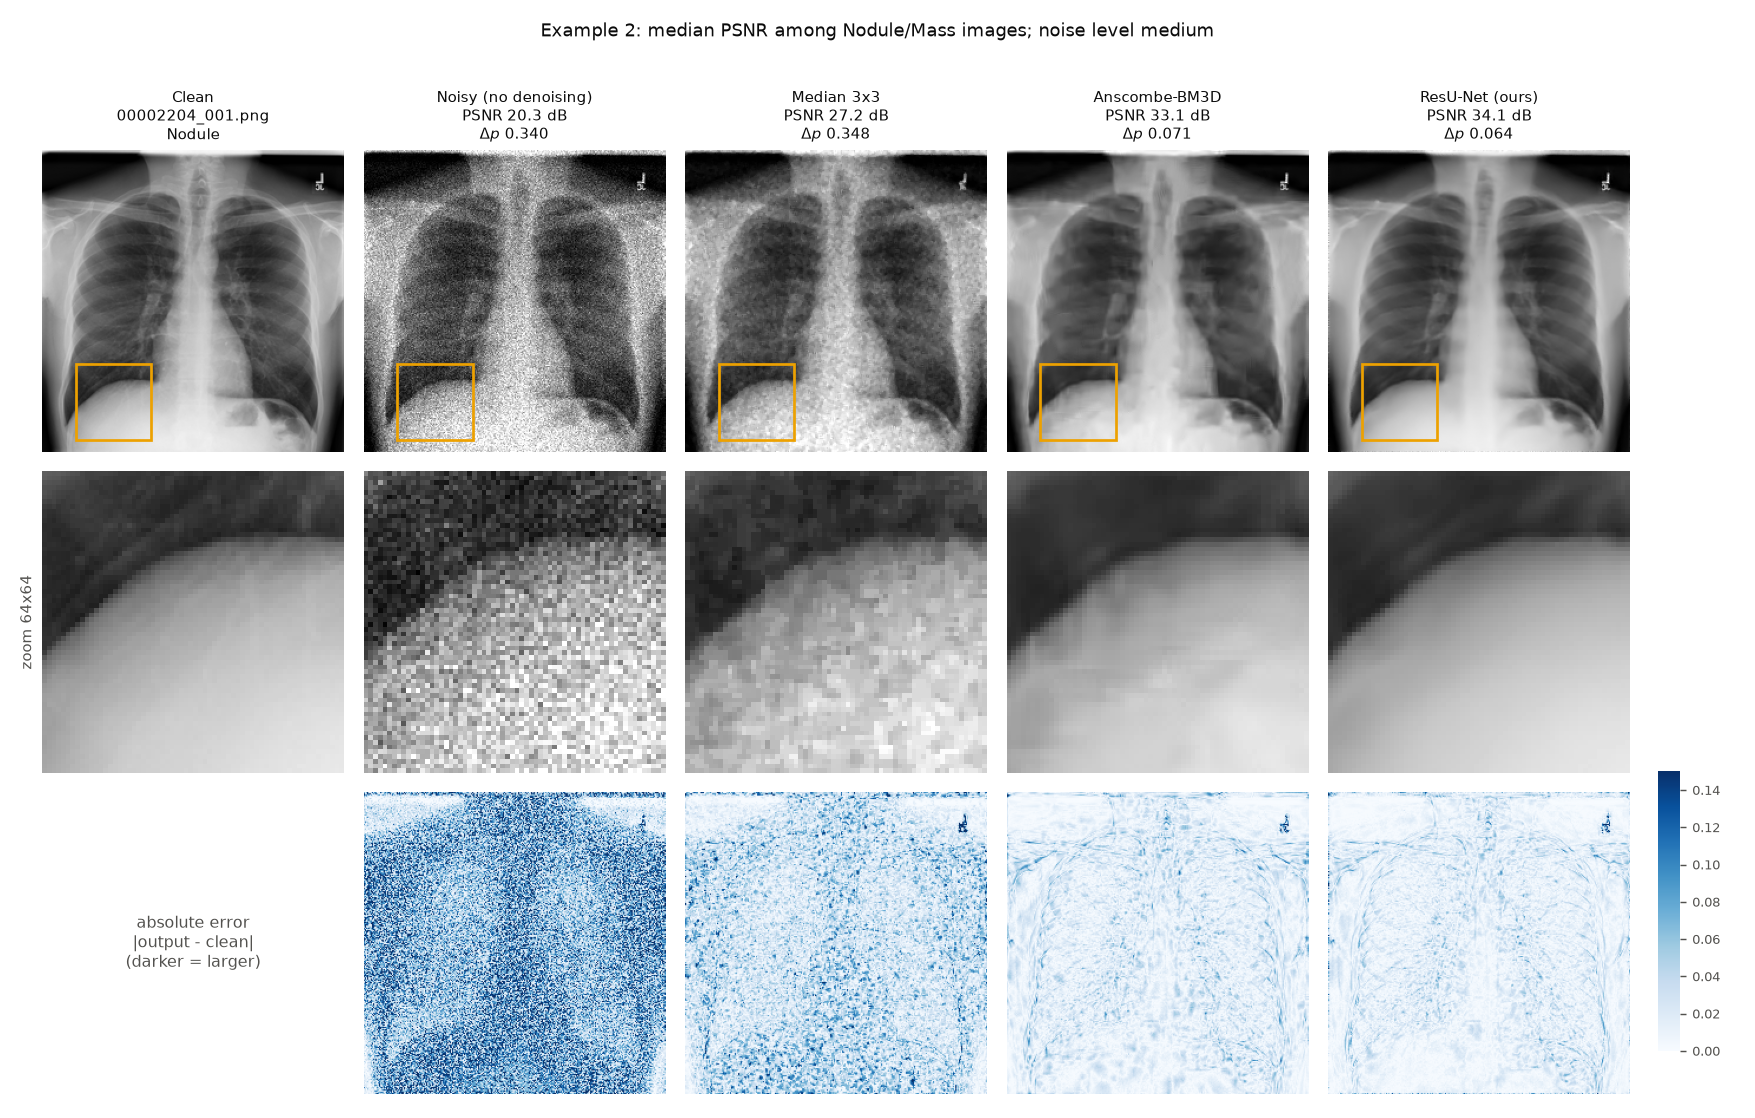 Example 2: median PSNR among Nodule/Mass images; noise level medium
Clean
00002204_001.png
Nodule
Noisy (no denoising)
PSNR 20.3 dB
Δp 0.340
Median 3x3
PSNR 27.2 dB
Δp 0.348
Anscombe-BM3D
PSNR 33.1 dB
Δp 0.071
ResU-Net (ours)
PSNR 34.1 dB
Δp 0.064
zoom 64x64
absolute error
|output - clean|
(darker = larger)
0.14
0.12
0.10
0.08
0.06
0.04
0.02
0.00